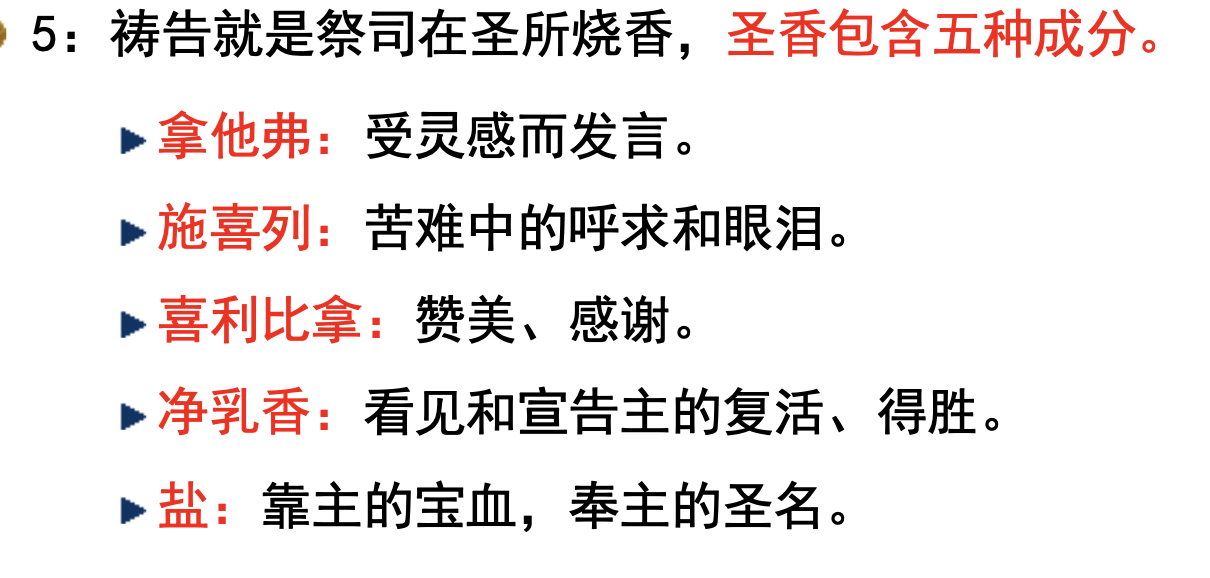 5：祷告就是祭司在圣所烧香，圣香包含五种成分。
拿他弗：受灵感而发言。
施喜列：苦难中的呼求和眼泪。
喜利比拿：赞美、感谢。
净乳香：看见和宣告主的复活、得胜。
盐：靠主的宝血，奉主的圣名。